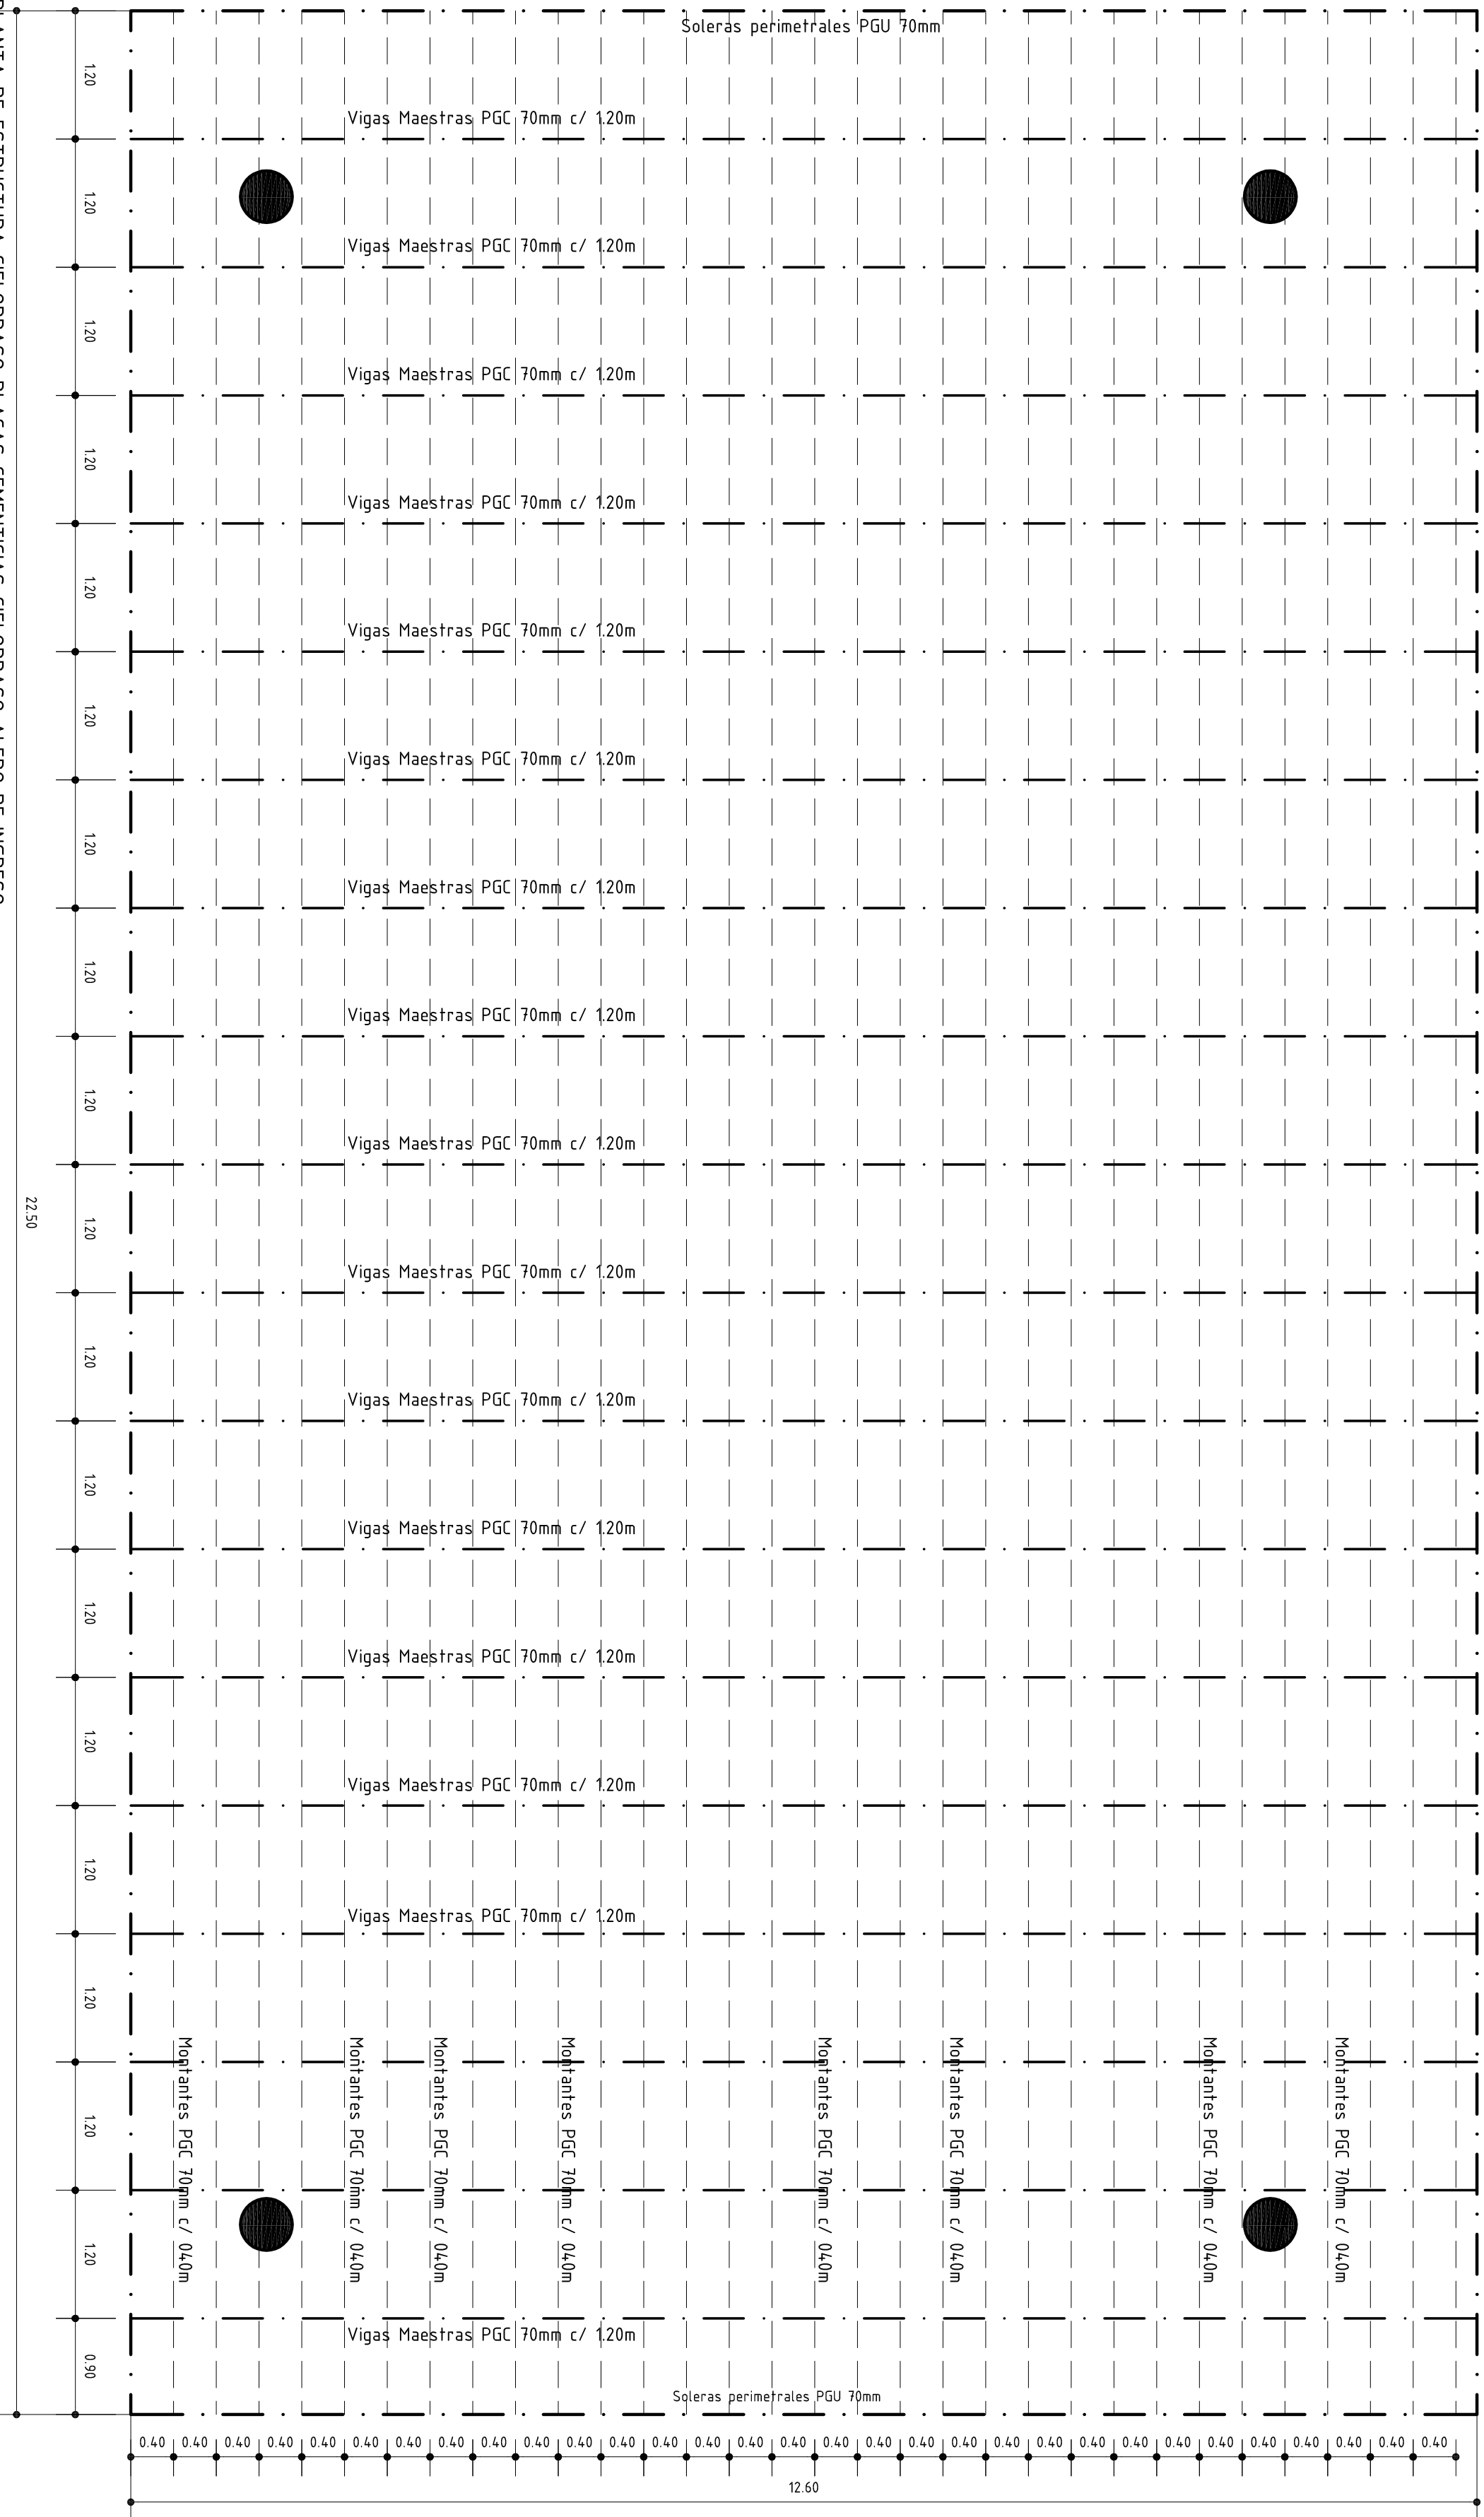 PLANTA DE ESTRUCTURA CIELORRASO PLACAS CEMENTICIAS CIELORRASO ALERO DE INGRESO
Soleras perimetrales PGU 70mm
1.20
Vigas Maestras PGC 70mm c/ 1.20m
1.20
Vigas Maestras PGC 70mm c/ 1.20m
1.20
Vigas Maestras PGC 70mm c/ 1.20m
1.20
Vigas Maestras PGC 70mm c/ 1.20m
1.20
Vigas Maestras PGC 70mm c/ 1.20m
1.20
Vigas Maestras PGC 70mm c/ 1.20m
1.20
Vigas Maestras PGC 70mm c/ 1.20m
1.20
Vigas Maestras PGC 70mm c/ 1.20m
1.20
Vigas Maestras PGC 70mm c/ 1.20m
22.50
1.20
Vigas Maestras PGC 70mm c/ 1.20m
1.20
Vigas Maestras PGC 70mm c/ 1.20m
1.20
Vigas Maestras PGC 70mm c/ 1.20m
1.20
Vigas Maestras PGC 70mm c/ 1.20m
1.20
Vigas Maestras PGC 70mm c/ 1.20m
1.20
Vigas Maestras PGC 70mm c/ 1.20m
1.20
Montantes PGC 70mm c/ 040m
Montantes PGC 70mm c/ 040m
Montantes PGC 70mm c/ 040m
Montantes PGC 70mm c/ 040m
Montantes PGC 70mm c/ 040m
Montantes PGC 70mm c/ 040m
Montantes PGC 70mm c/ 040m
Montantes PGC 70mm c/ 040m
1.20
1.20
Vigas Maestras PGC 70mm c/ 1.20m
0.90
Soleras perimetrales PGU 70mm
0.40 0.40 0.40 0.40 0.40 0.40 0.40 0.40 0.40 0.40 0.40 0.40 0.40 0.40 0.40 0.40 0.40 0.40 0.40 0.40 0.40 0.40 0.40 0.40 0.40 0.40 0.40 0.40 0.40 0.40 0.40
12.60